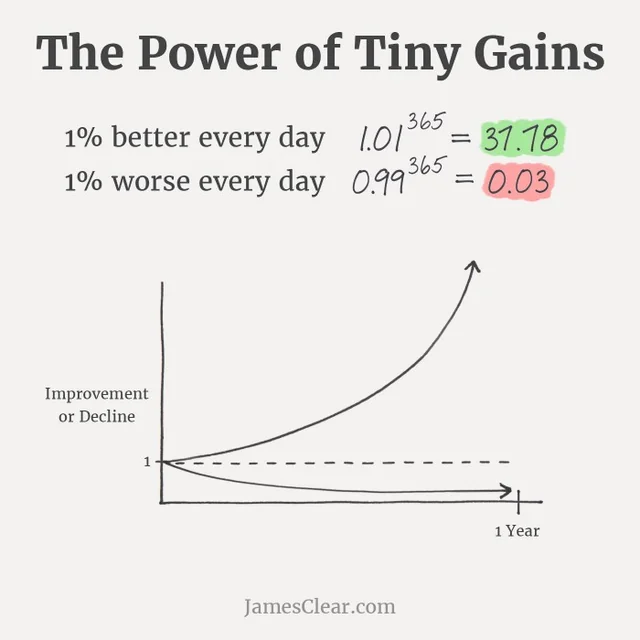 The Power of Tiny Gains
1% better every day 1.01^365 = 37.78
1% worse every day 0.99^365 = 0.03
Improvement
or Decline
1
1 Year
JamesClear.com